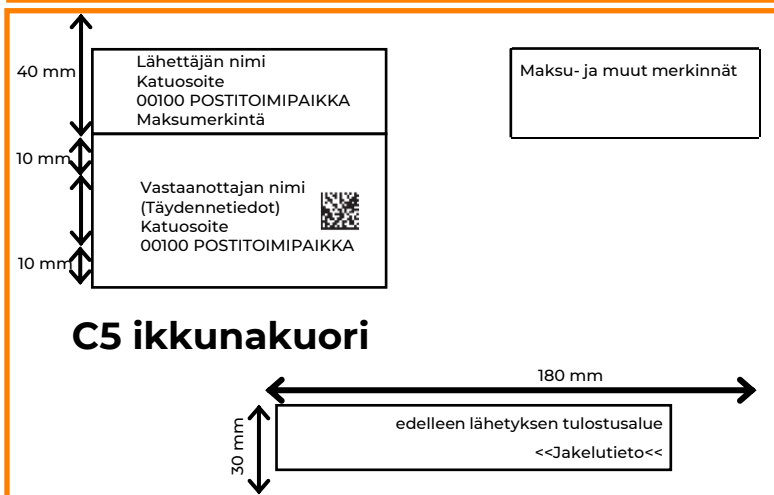 40 mm
Lähettäjän nimi
Katuosoite
00100 POSTITOIMIPAIKKA
Maksumerkintä
Maksu- ja muut merkinnät
10 mm
Vastaanottajan nimi
(Täydennetiedot)
Katuosoite
00100 POSTITOIMIPAIKKA
10 mm
C5 ikkunakuori
180 mm
30 mm
edelleen lähetyksen tulostusalue
<<Jakelutieto<<